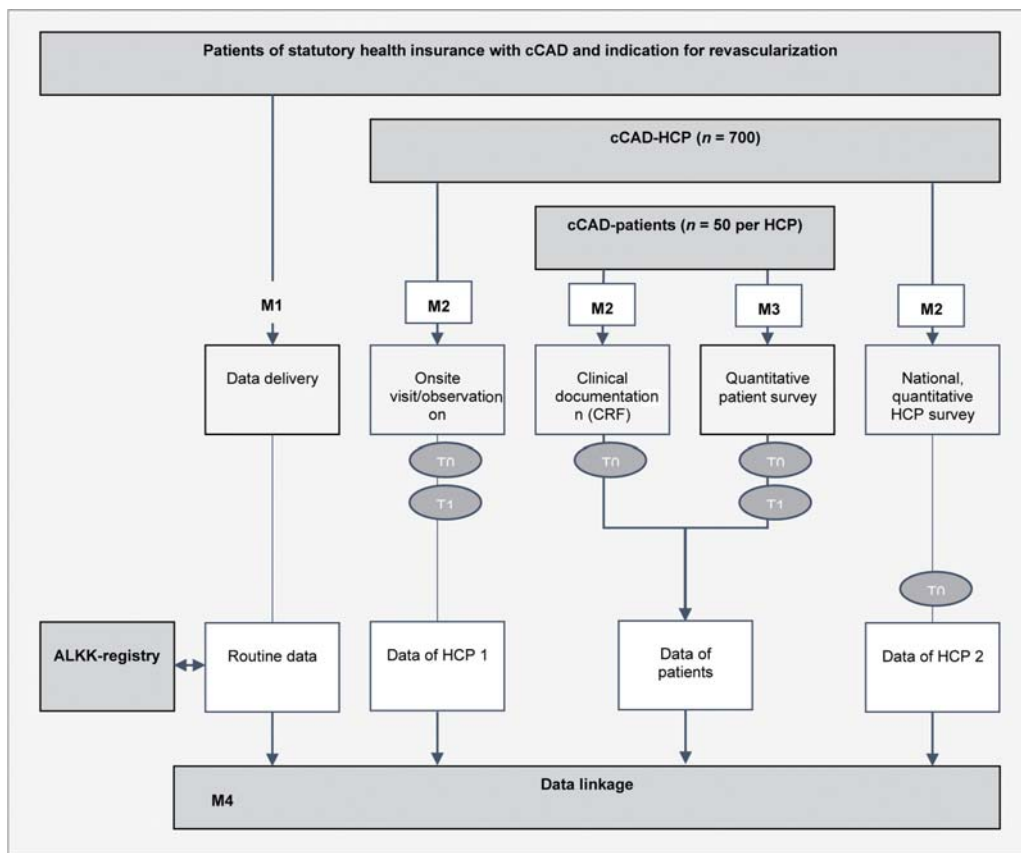 Patients of statutory health insurance with cCAD and indication for revascularization
cCAD-HCP (n = 700)
cCAD-patients (n = 50 per HCP)
M1
M2
M2
M3
M2
Data delivery
Onsite
visit/observation
on
Clinical
documentation
n (CRF)
Quantitative
patient survey
National,
quantitative
HCP survey
T0
T0
T0
T1
T1
T0
ALKK-registry
Routine data
Data of HCP 1
Data of
patients
Data of HCP 2
Data linkage
M4